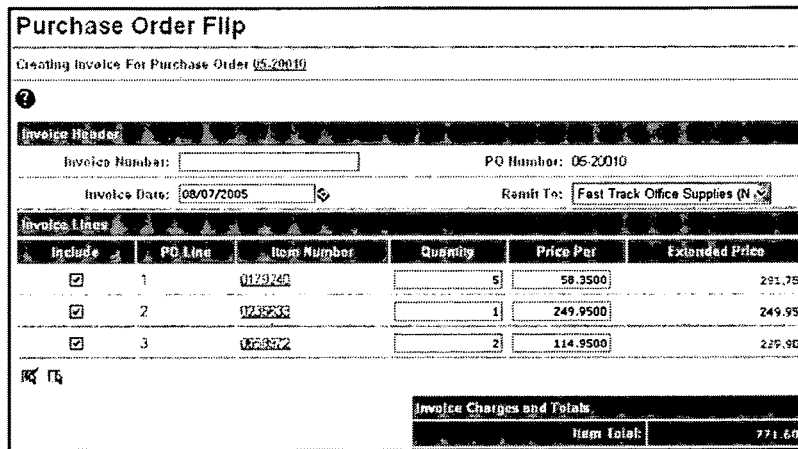 Purchase Order Flip
Creating Invoice For Purchase Order 05-20010
Invoice Header
Invoice Number: PO Number: 05-20010
Invoice Date: 08/07/2005 Remit To: Fast Track Office Supplies (N
Invoice Lines
Include PO Line Item Number Quantity Price Per Extended Price
1 5 58.3500 291.75
2 1 249.9500 249.95
3 2 114.9500 229.90
Invoice Charges and Totals
Item Total: 771.60